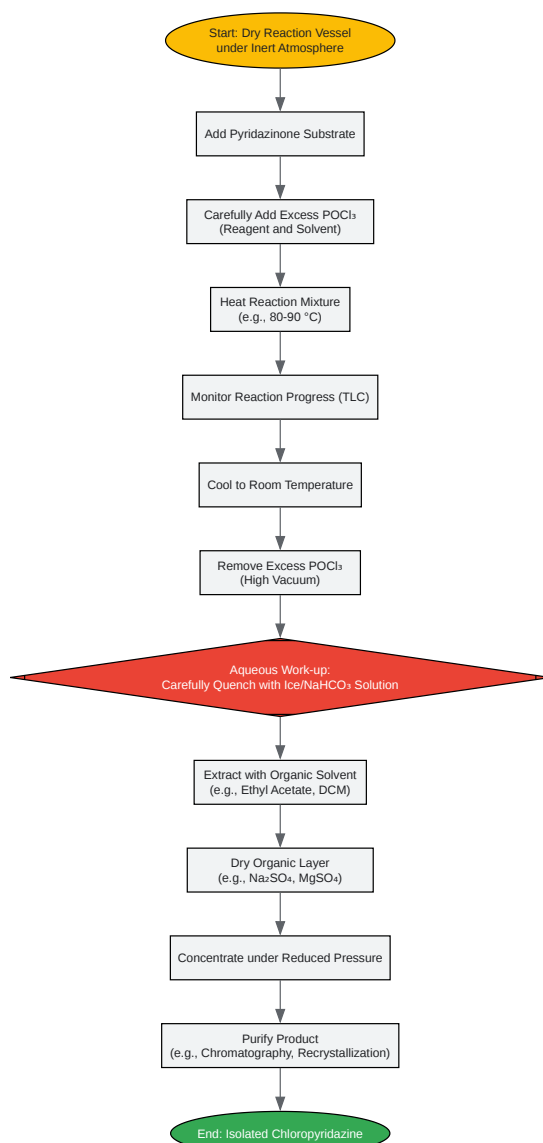 Start: Dry Reaction Vessel
under Inert Atmosphere
Add Pyridazinone Substrate
Carefully Add Excess POCl₃
(Reagent and Solvent)
Heat Reaction Mixture
(e.g., 80-90 °C)
Monitor Reaction Progress (TLC)
Cool to Room Temperature
Remove Excess POCl₃
(High Vacuum)
Aqueous Work-up:
Carefully Quench with Ice/NaHCO₃ Solution
Extract with Organic Solvent
(e.g., Ethyl Acetate, DCM)
Dry Organic Layer
(e.g., Na₂SO₄, MgSO₄)
Concentrate under Reduced Pressure
Purify Product
(e.g., Chromatography, Recrystallization)
End: Isolated Chloropyridazine